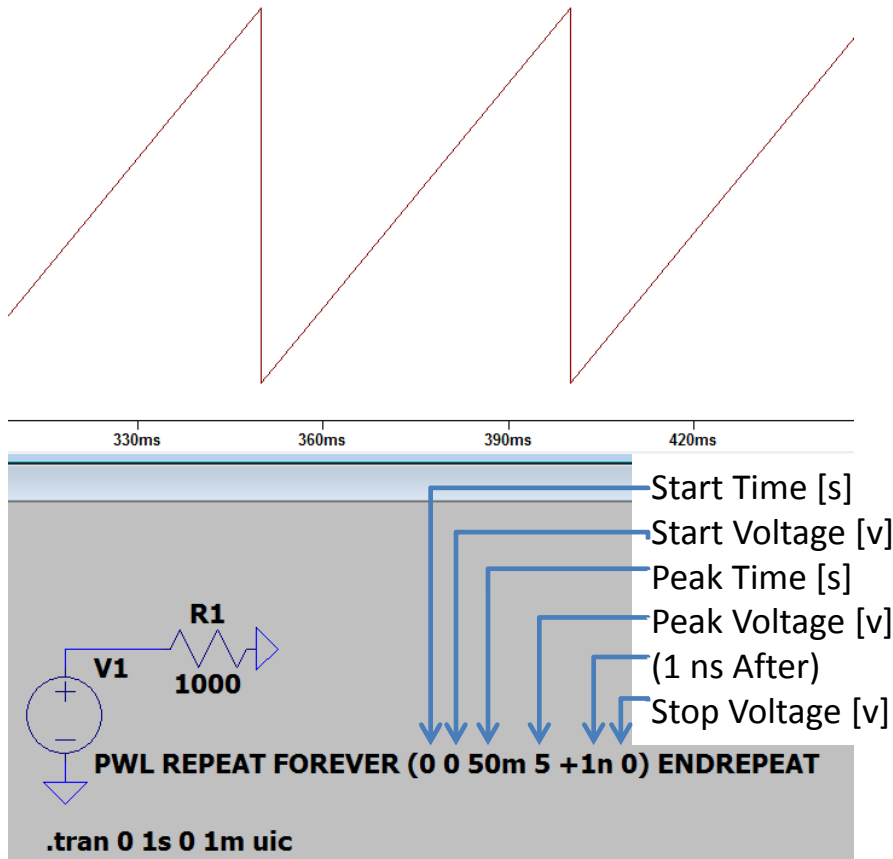 330ms 360ms 390ms 420ms
Start Time [s]
Start Voltage [v]
Peak Time [s]
Peak Voltage [v]
(1 ns After)
Stop Voltage [v]
R1
V1
1000
+
−
PWL REPEAT FOREVER (0 0 50m 5 +1n 0) ENDREPEAT
.tran 0 1s 0 1m uic